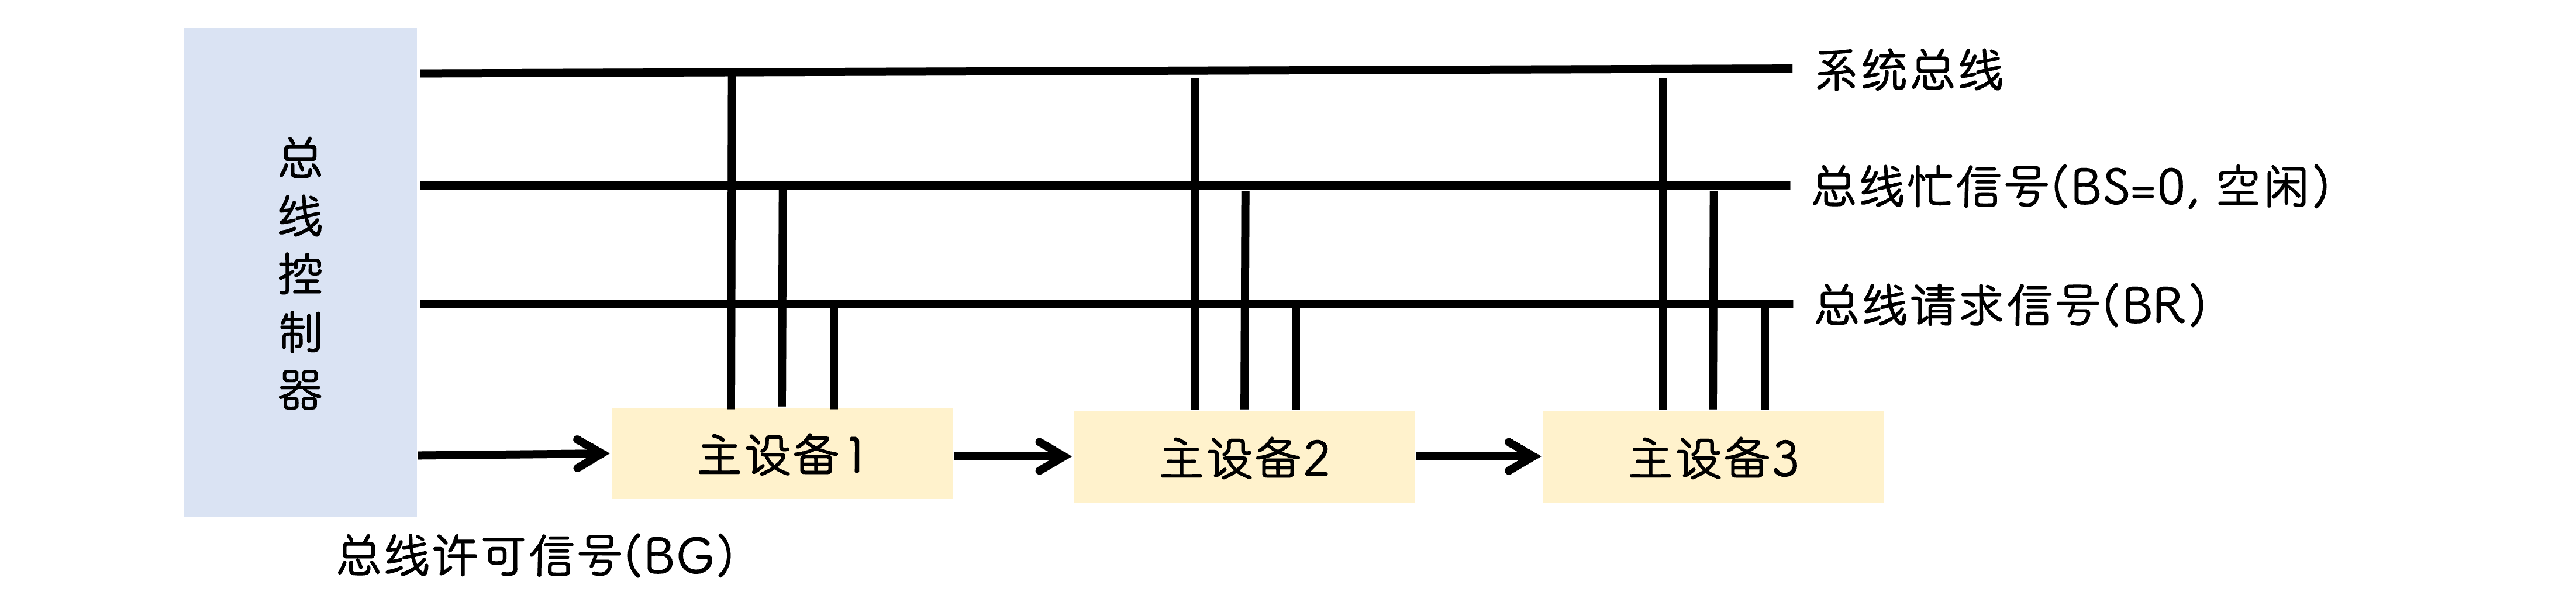 系统总线
总线忙信号(BS=0, 空闲)
总线请求信号(BR)
总线控制器
主设备1
主设备2
主设备3
总线许可信号(BG)